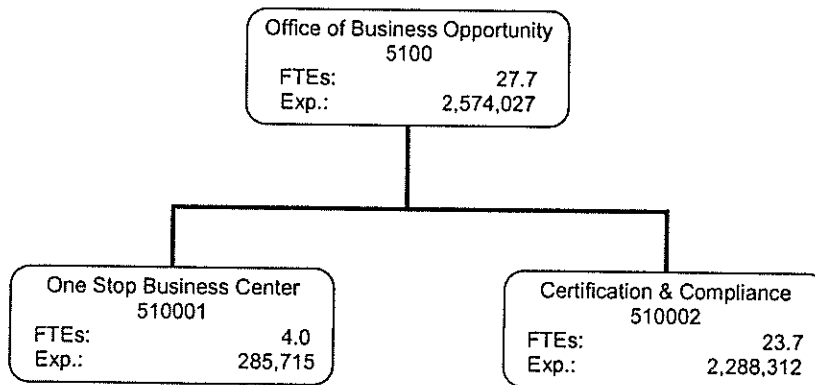 Office of Business Opportunity
5100
FTEs: 27.7
Exp.: 2,574,027
One Stop Business Center
510001
FTEs: 4.0
Exp.: 285,715
Certification & Compliance
510002
FTEs: 23.7
Exp.: 2,288,312